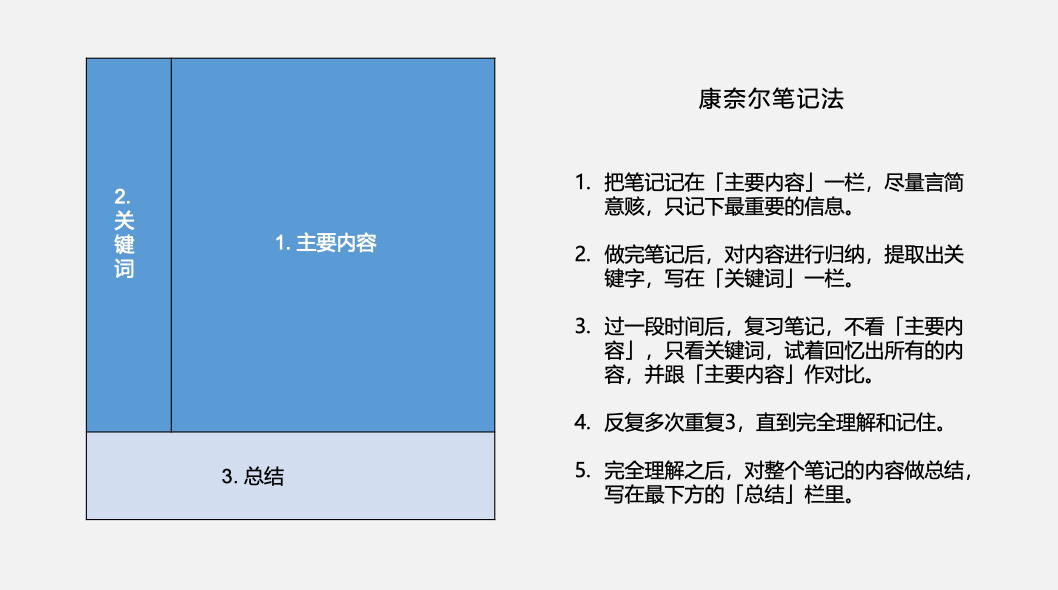 2.
关
键
词
1. 主要内容
3. 总结
康奈尔笔记法
1. 把笔记记在「主要内容」一栏，尽量言简
意赅，只记下最重要的信息。
2. 做完笔记后，对内容进行归纳，提取出关
键字，写在「关键词」一栏。
3. 过一段时间后，复习笔记，不看「主要内
容」，只看关键词，试着回忆出所有的内
容，并跟「主要内容」作对比。
4. 反复多次重复3，直到完全理解和记住。
5. 完全理解之后，对整个笔记的内容做总结，
写在最下方的「总结」栏里。